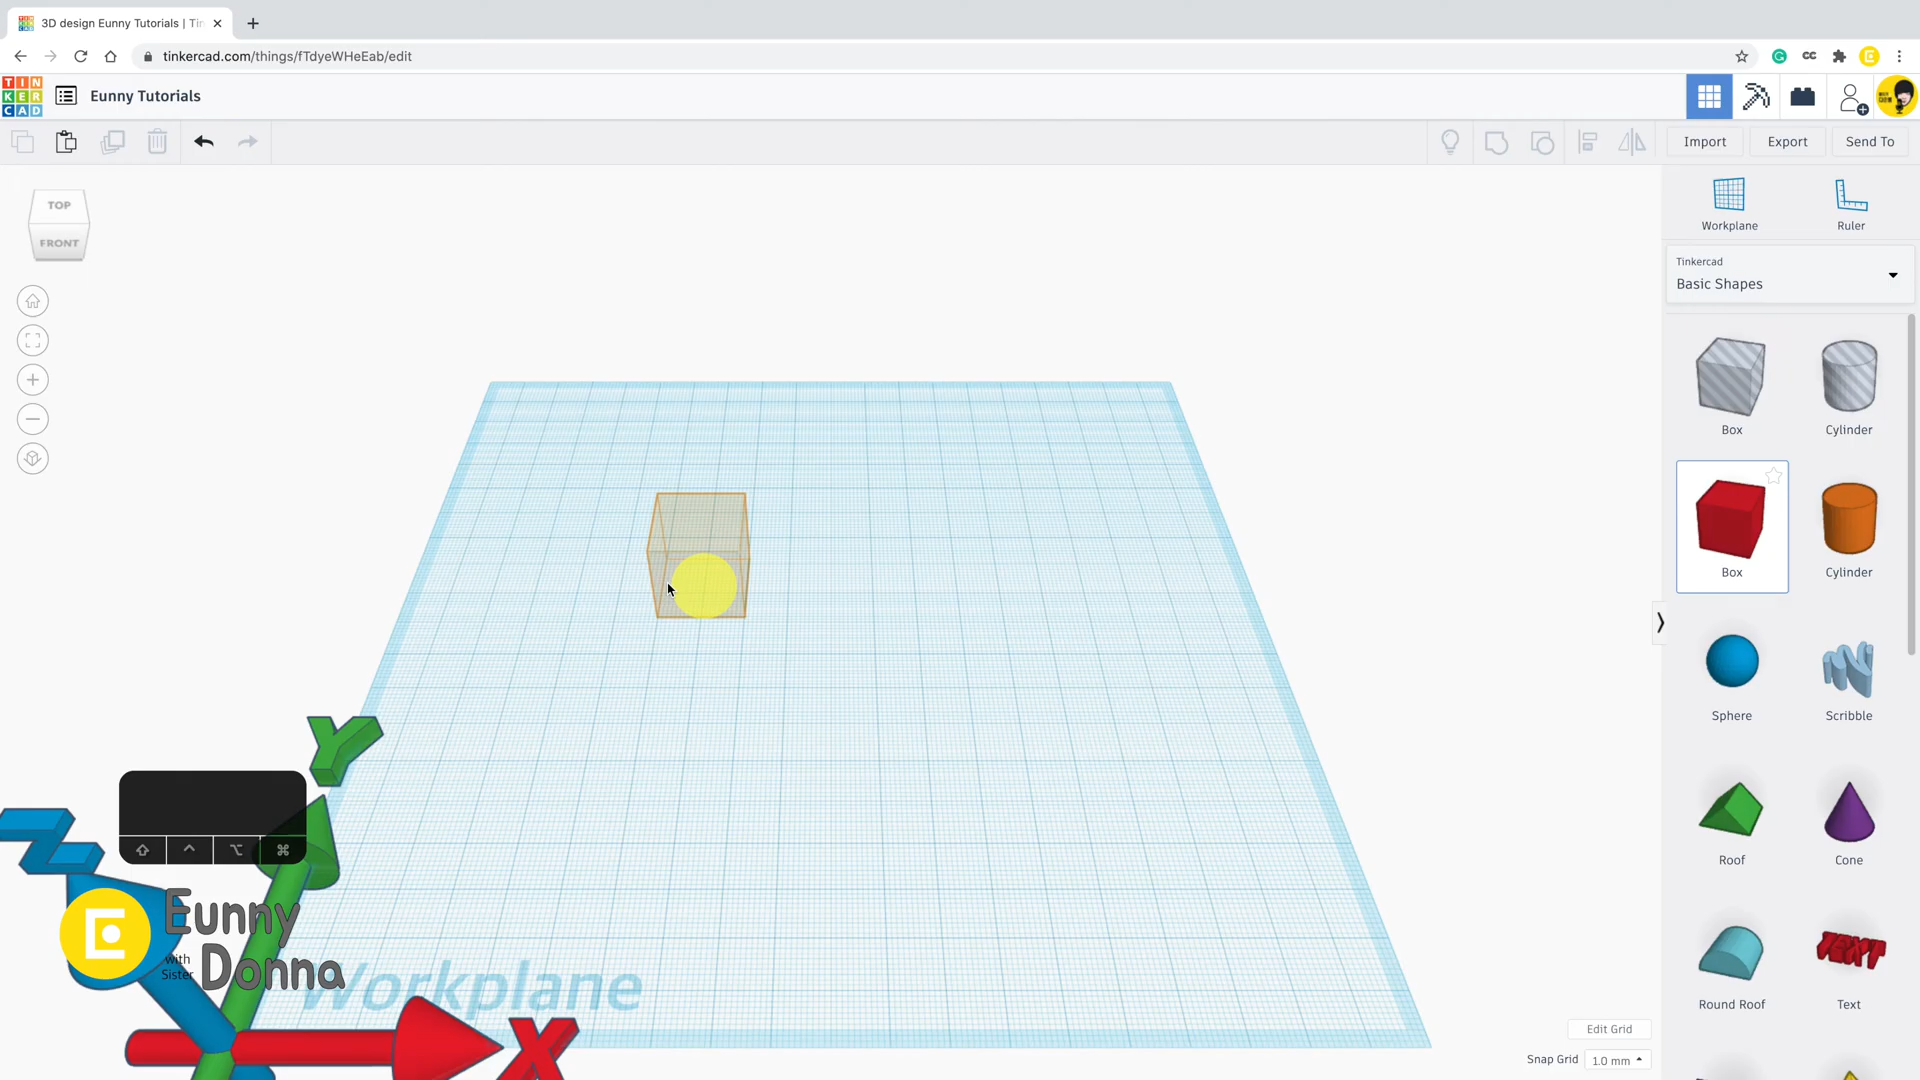 3D design Eunny Tutorials | Tin
tinkercad.com/things/fTdyeWHeEab/edit
CC
TIN
KER
CAD
Eunny Tutorials
Import
Export
Send To
TOP
FRONT
Workplane
Ruler
Tinkercad
Basic Shapes
Box
Cylinder
Box
Cylinder
Sphere
Scribble
Roof
Cone
Round Roof
TEXT
Text
Y
Z
X
Eunny
with
Sister
Donna
Workplane
Edit Grid
Snap Grid
1.0 mm